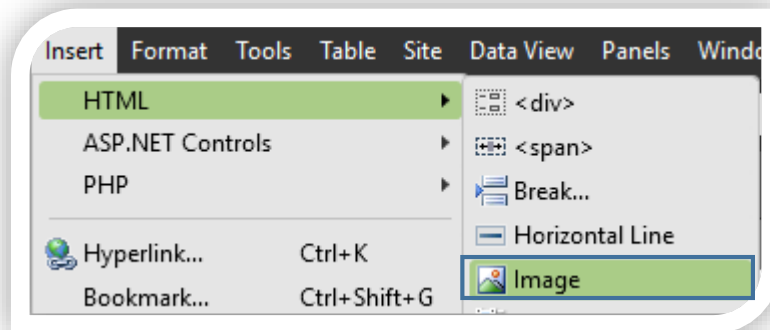 Insert Format Tools Table Site Data View Panels
HTML
ASP.NET Controls
PHP
Hyperlink... Ctrl+K
Bookmark... Ctrl+Shift+G
<div>
<span>
Break...
Horizontal Line
Image